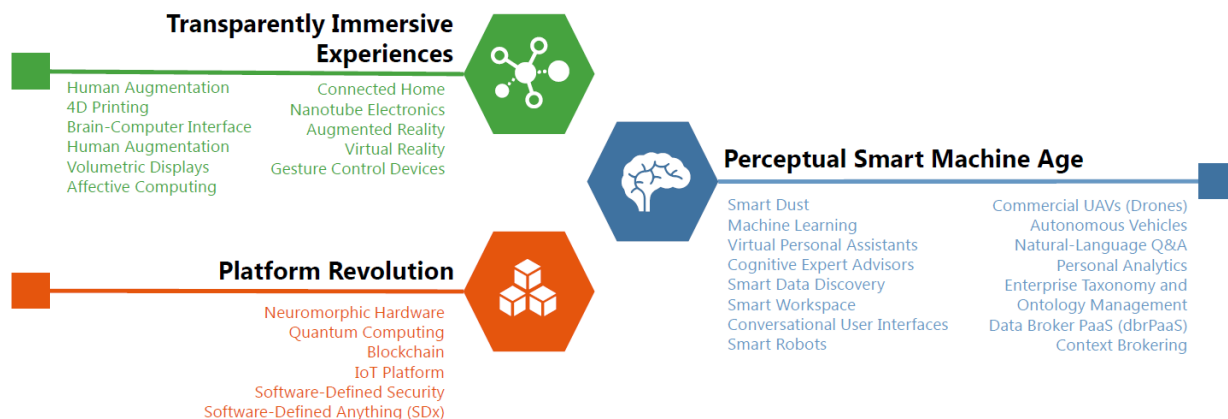 Transparently Immersive
Experiences
Human Augmentation
4D Printing
Brain-Computer Interface
Human Augmentation
Volumetric Displays
Affective Computing
Connected Home
Nanotube Electronics
Augmented Reality
Virtual Reality
Gesture Control Devices
Perceptual Smart Machine Age
Smart Dust
Machine Learning
Virtual Personal Assistants
Cognitive Expert Advisors
Smart Data Discovery
Smart Workspace
Conversational User Interfaces
Smart Robots
Commercial UAVs (Drones)
Autonomous Vehicles
Natural-Language Q&A
Personal Analytics
Enterprise Taxonomy and
Ontology Management
Data Broker PaaS (dbrPaaS)
Context Brokering
Platform Revolution
Neuromorphic Hardware
Quantum Computing
Blockchain
IoT Platform
Software-Defined Security
Software-Defined Anything (SDx)